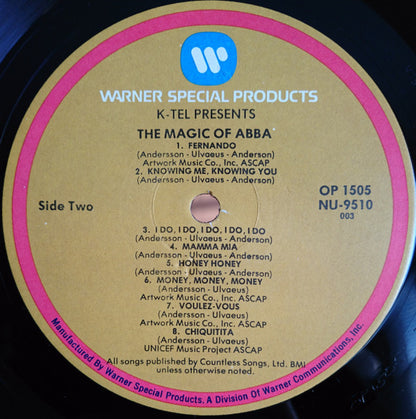 WARNER SPECIAL PRODUCTS
K-TEL PRESENTS
THE MAGIC OF ABBA
1. FERNANDO
(Andersson - Ulvaeus - Anderson)
Artwork Music Co., Inc. ASCAP
2. KNOWING ME, KNOWING YOU
(Andersson - Ulvaeus - Anderson)
Side Two
OP 1505
NU-9510
003
3. I DO, I DO, I DO, I DO, I DO
(Andersson - Ulvaeus - Anderson)
4. MAMMA MIA
(Andersson - Ulvaeus - Anderson)
5. HONEY HONEY
(Andersson - Ulvaeus - Anderson)
6. MONEY, MONEY, MONEY
(Andersson - Ulvaeus)
Artwork Music Co., Inc. ASCAP
7. VOULEZ-VOUS
(Andersson - Ulvaeus)
8. CHIQUITITA
(Andersson - Ulvaeus)
UNICEF Music Project ASCAP
All songs published by Countless Songs, Ltd. BMI
unless otherwise noted.
Manufactured by Warner Special Products, A Division Of Warner Communications, Inc.